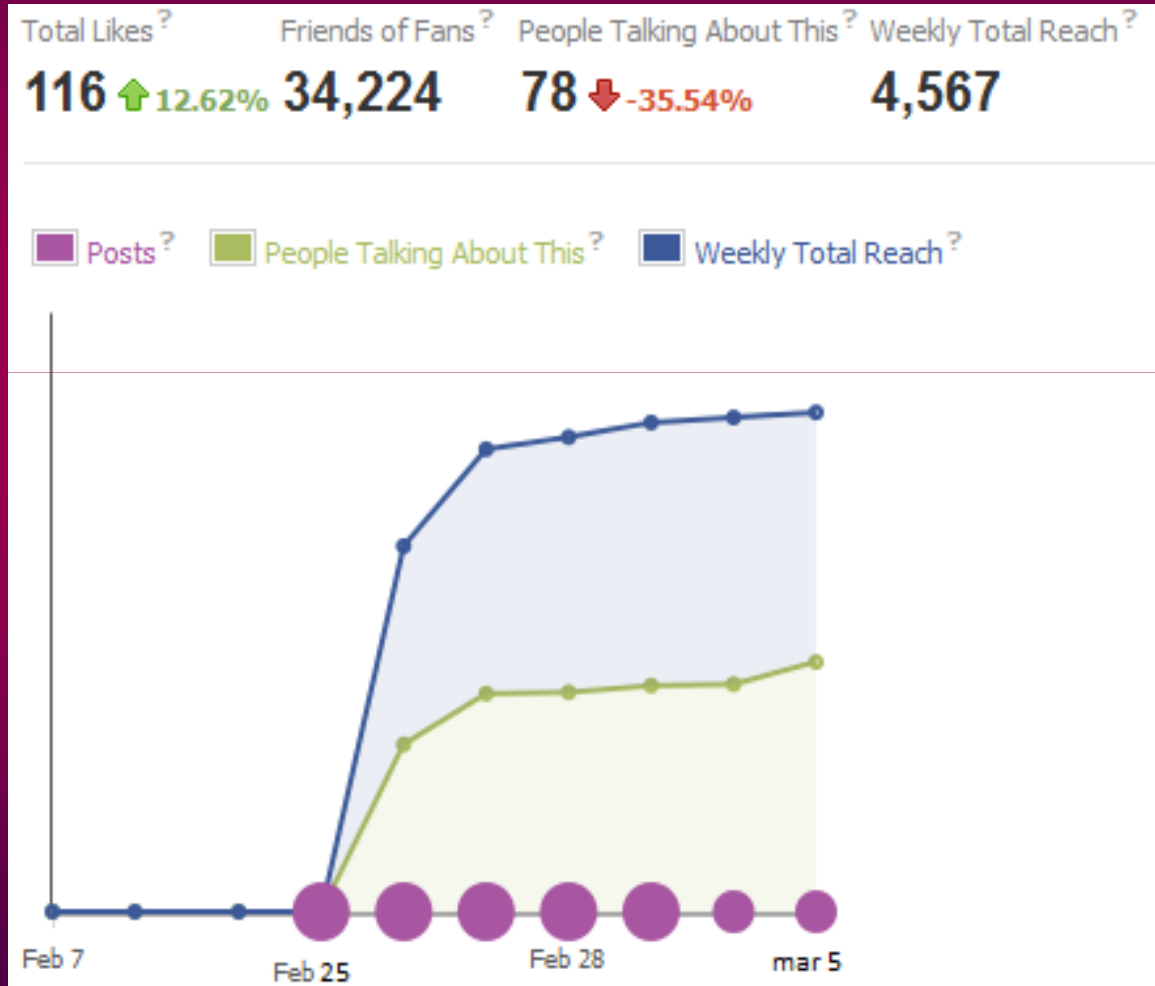 Total Likes? Friends of Fans? People Talking About This? Weekly Total Reach?
116 12.62% 34,224 78 -35.54% 4,567
Posts? People Talking About This? Weekly Total Reach?
Feb 7 Feb 25 Feb 28 mar 5